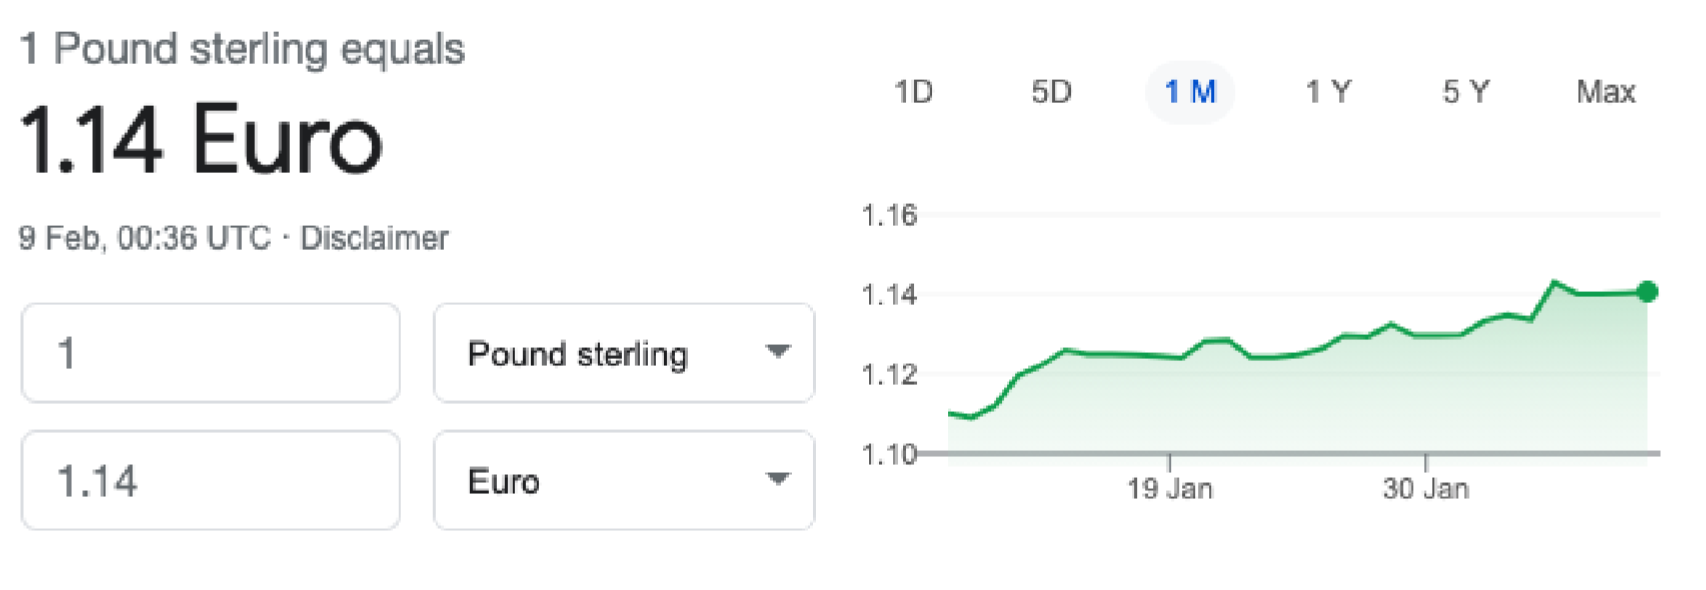 1 Pound sterling equals
1.14 Euro
9 Feb, 00:36 UTC · Disclaimer
1
Pound sterling
1.14
Euro
1D 5D 1 M 1 Y 5 Y Max
1.16
1.14
1.12
1.10
19 Jan 30 Jan